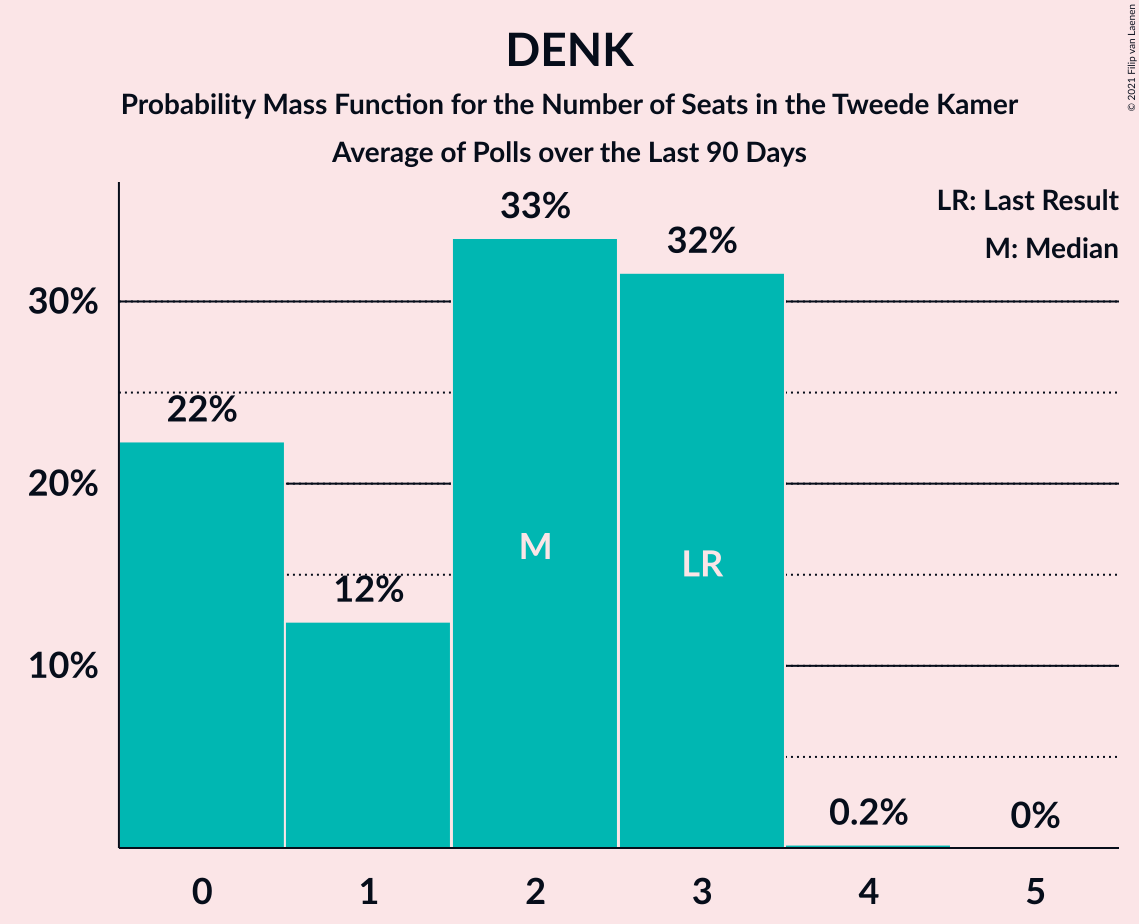 DENK
Probability Mass Function for the Number of Seats in the Tweede Kamer
Average of Polls over the Last 90 Days
© 2021 Filip van Laenen
LR: Last Result
M: Median
33%
32%
30%
22%
20%
M
LR
12%
10%
0.2%
0%
0 1 2 3 4 5